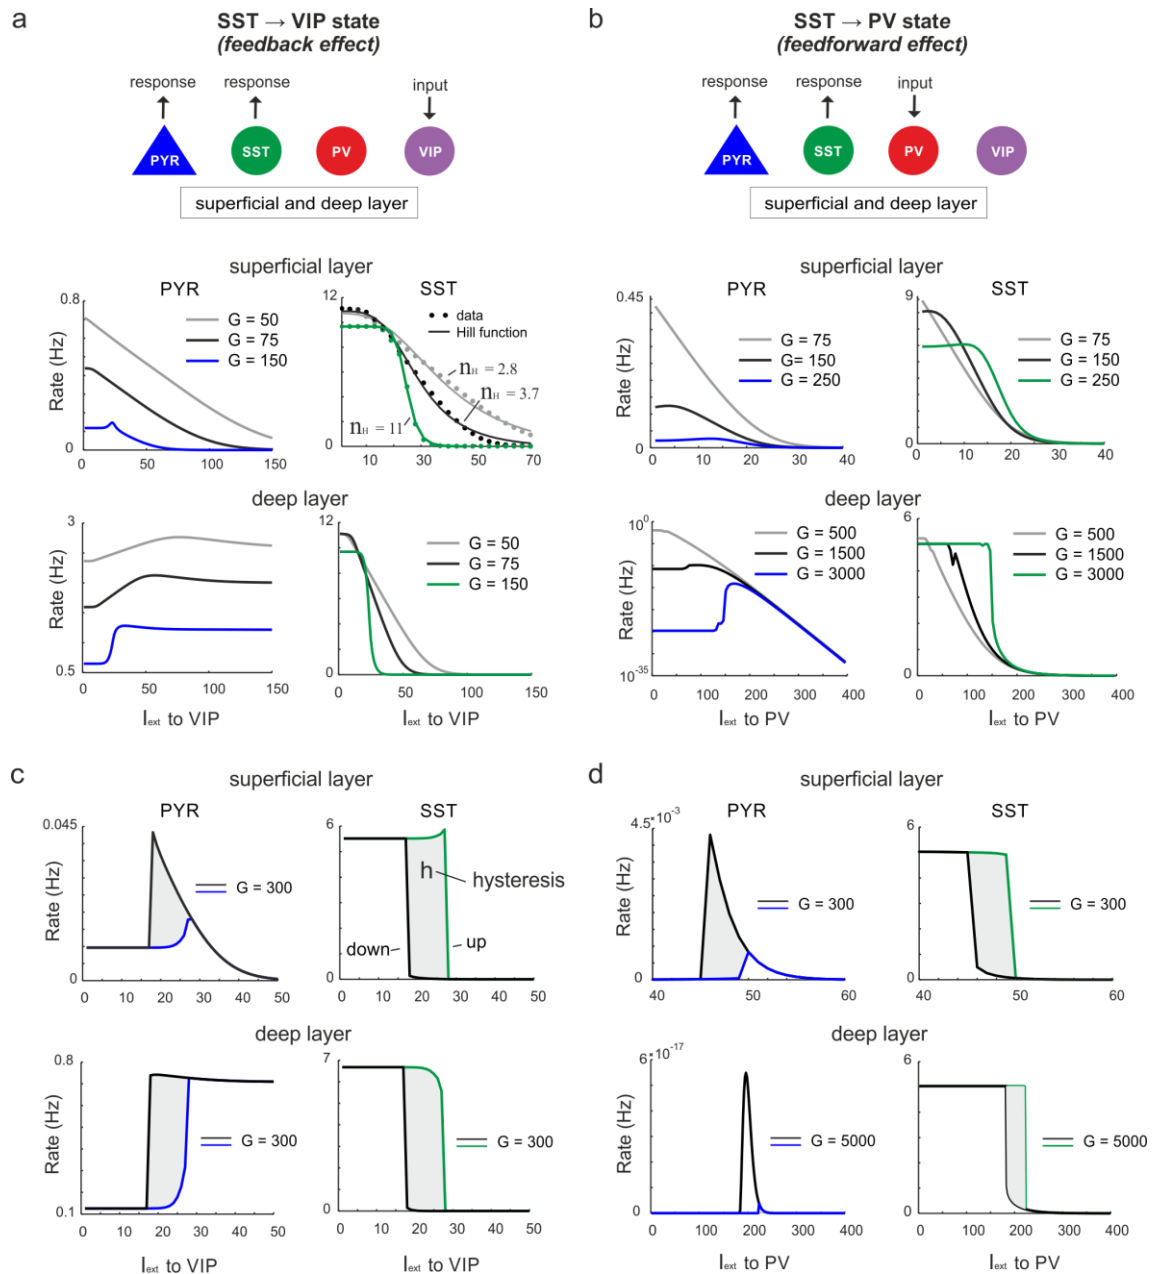 a
SST → VIP state
(feedback effect)
response response input
PYR SST PV VIP
superficial and deep layer
superficial layer
PYR
0.8
Rate (Hz)
0
0 50 100 150
G = 50
G = 75
G = 150
SST
12
0
10 30 50 70
data
Hill function
nH = 2.8
nH = 3.7
nH = 11
deep layer
3
Rate (Hz)
0.5
0 50 100 150
Iext to VIP
12
0
0 50 100 150
G = 50
G = 75
G = 150
Iext to VIP
b
SST → PV state
(feedforward effect)
response response input
PYR SST PV VIP
superficial and deep layer
superficial layer
PYR
0.45
Rate (Hz)
0
0 10 20 30 40
G = 75
G= 150
G = 250
SST
9
0
0 10 20 30 40
G = 75
G = 150
G = 250
deep layer
10^0
Rate (Hz)
10^-35
0 100 200 300 400
G = 500
G = 1500
G = 3000
Iext to PV
6
0
0 100 200 300 400
G = 500
G = 1500
G = 3000
Iext to PV
c
superficial layer
PYR
0.045
Rate (Hz)
0
0 10 20 30 40 50
G = 300
SST
6
0
0 10 20 30 40 50
h
hysteresis
down
up
deep layer
0.8
Rate (Hz)
0.1
0 10 20 30 40 50
G = 300
Iext to VIP
7
0
0 10 20 30 40 50
G = 300
Iext to VIP
d
superficial layer
PYR
4.5×10^-3
Rate (Hz)
0
40 50 60
G = 300
SST
6
0
40 50 60
G = 300
deep layer
6×10^-17
Rate (Hz)
0
0 100 200 300 400
G = 5000
Iext to PV
6
0
0 100 200 300 400
G = 5000
Iext to PV